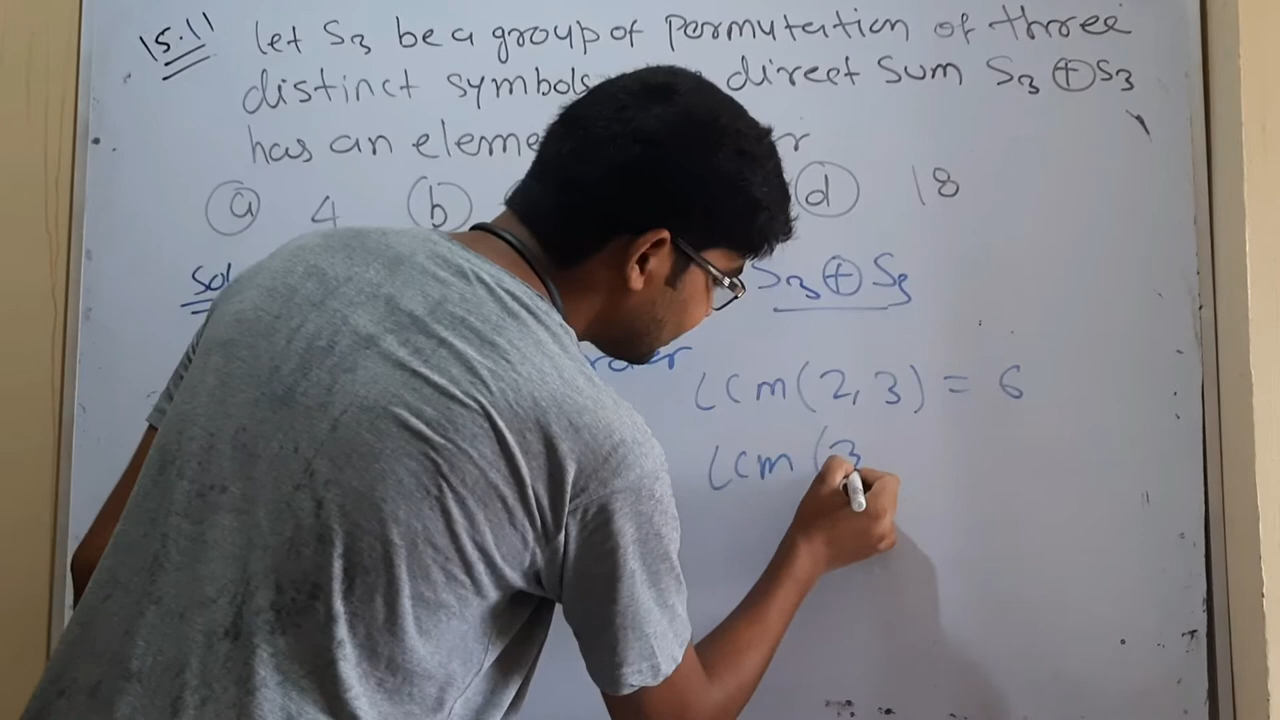 15.11 let S3 be a group of permutation of three
distinct symbols direct sum S3 ⊕ S3
has an eleme
(a) 4 (b) (d) 18
Sol S3 ⊕ S3
rder
Lcm(2,3) = 6
Lcm (3